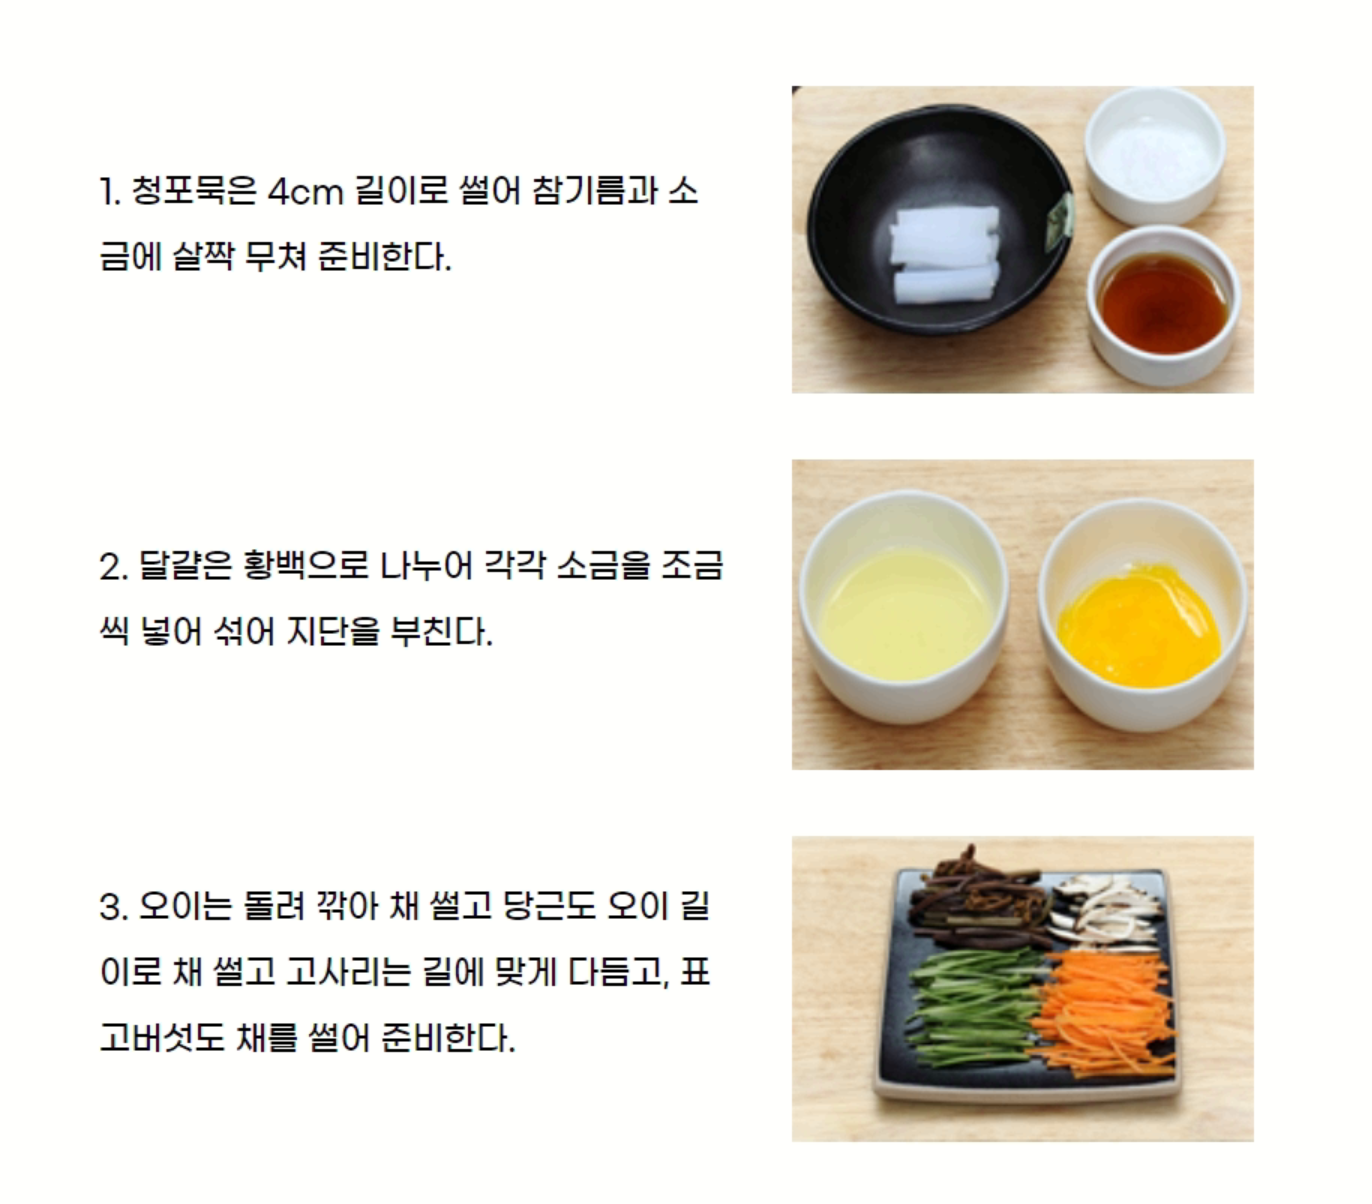 1. 청포묵은 4cm 길이로 썰어 참기름과 소
금에 살짝 무쳐 준비한다.
2. 달걀은 황백으로 나누어 각각 소금을 조금
씩 넣어 섞어 지단을 부친다.
3. 오이는 돌려 깎아 채 썰고 당근도 오이 길
이로 채 썰고 고사리는 길에 맞게 다듬고, 표
고버섯도 채를 썰어 준비한다.